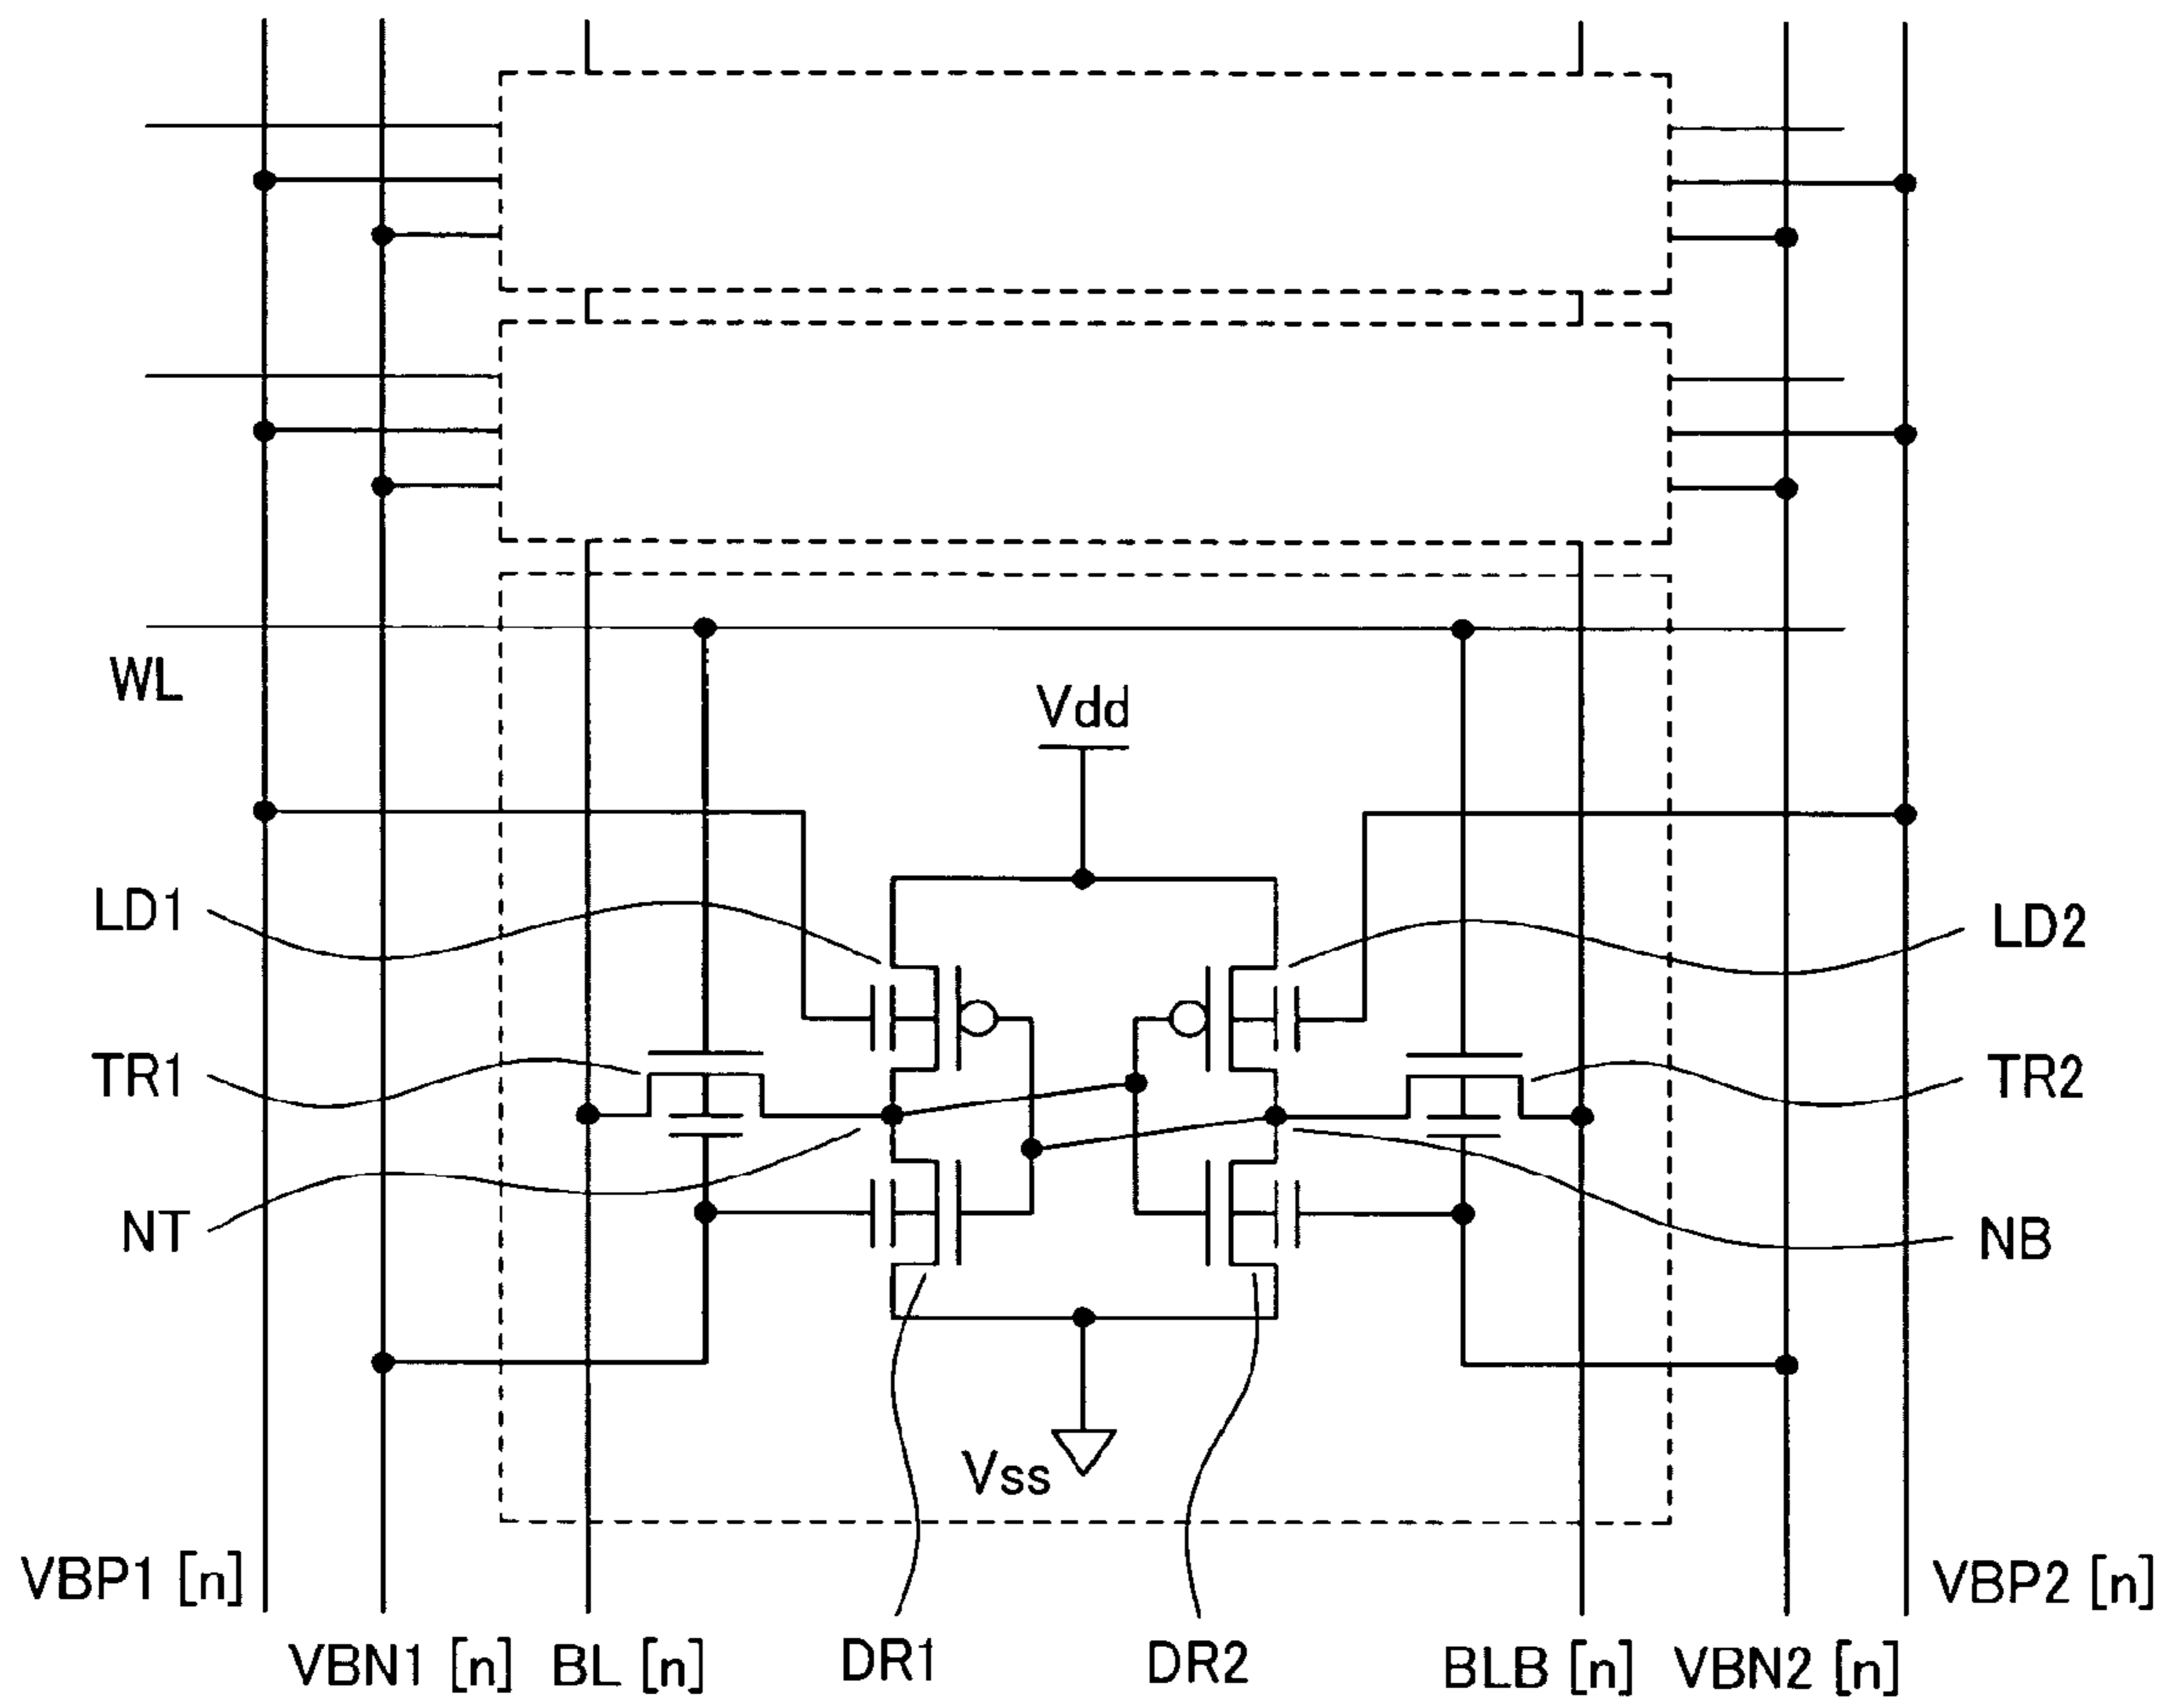 WL
Vdd
LD1
LD2
TR1
TR2
NT
NB
Vss
VBP1 [n]
VBP2 [n]
VBN1 [n]
BL [n]
DR1
DR2
BLB [n]
VBN2 [n]